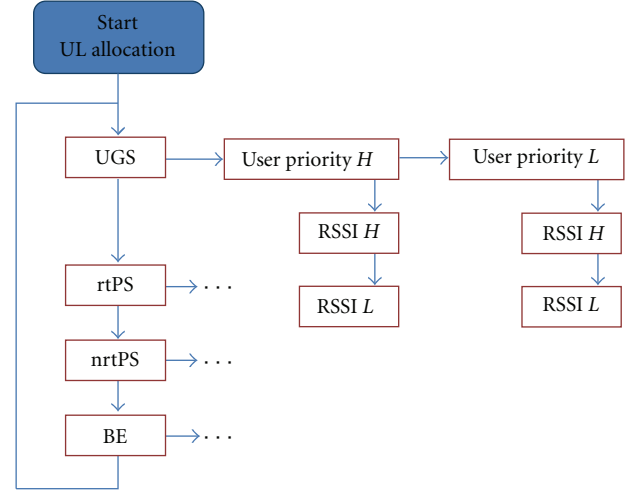 Start
UL allocation
UGS
User priority H
User priority L
RSSI H
RSSI H
rtPS
. . .
RSSI L
RSSI L
nrtPS
. . .
BE
. . .